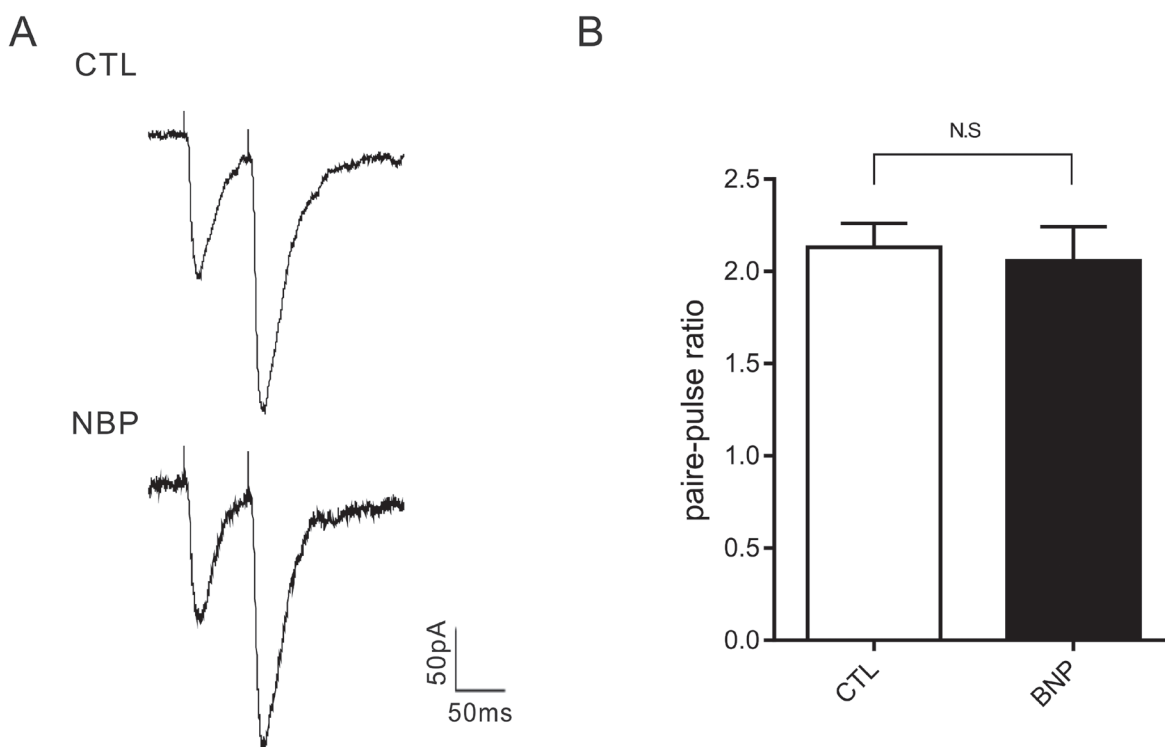 A
CTL
NBP
50pA
50ms
B
N.S
paire-pulse ratio
2.5
2.0
1.5
1.0
0.5
0.0
CTL
BNP